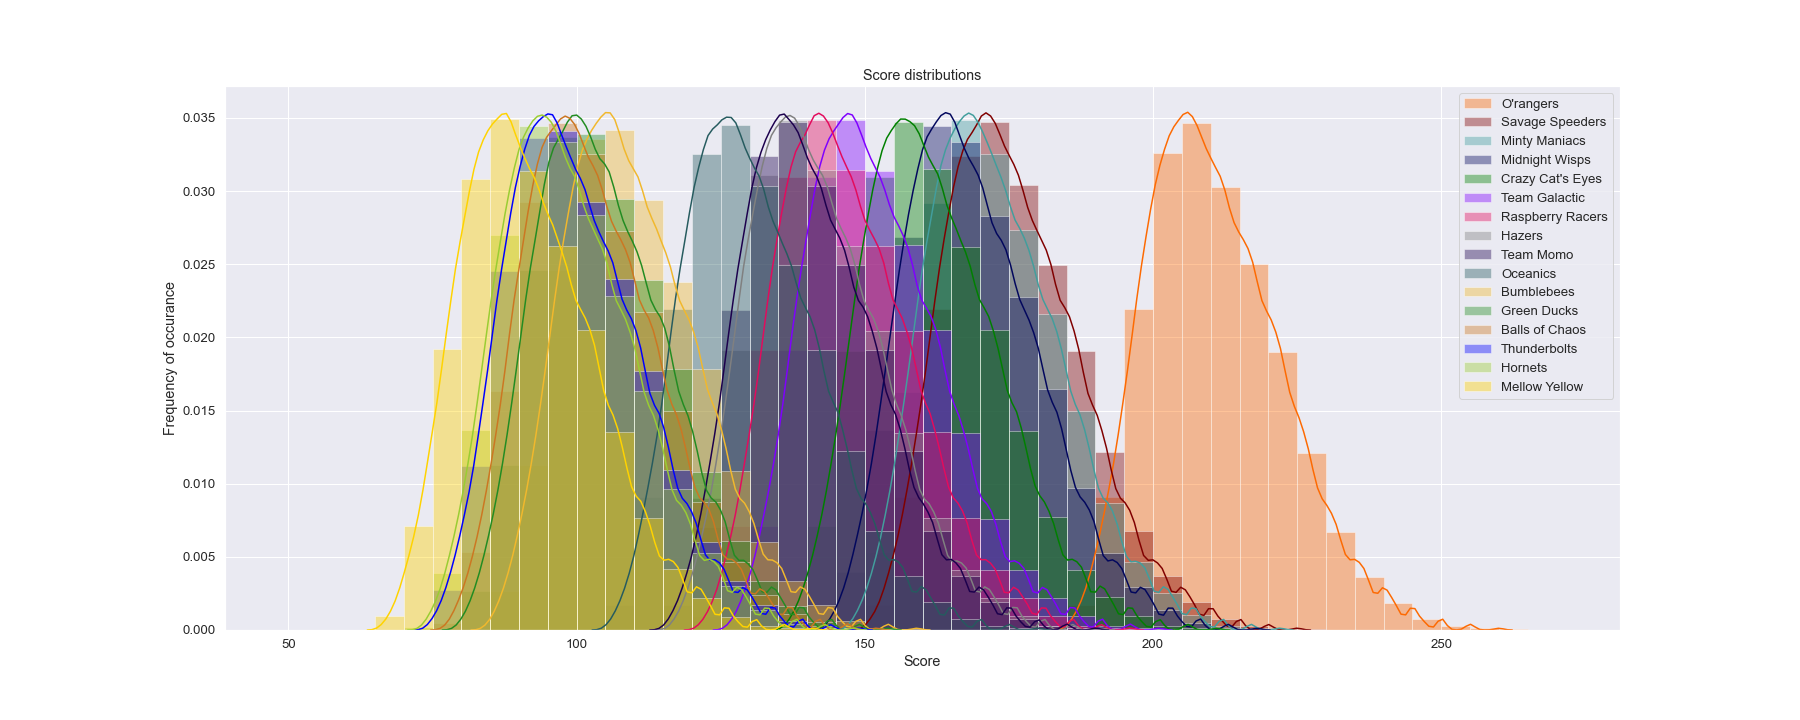 Score distributions
Frequency of occurance
0.035
0.030
0.025
0.020
0.015
0.010
0.005
0.000
50
100
150
200
250
Score
O'rangers
Savage Speeders
Minty Maniacs
Midnight Wisps
Crazy Cat's Eyes
Team Galactic
Raspberry Racers
Hazers
Team Momo
Oceanics
Bumblebees
Green Ducks
Balls of Chaos
Thunderbolts
Hornets
Mellow Yellow